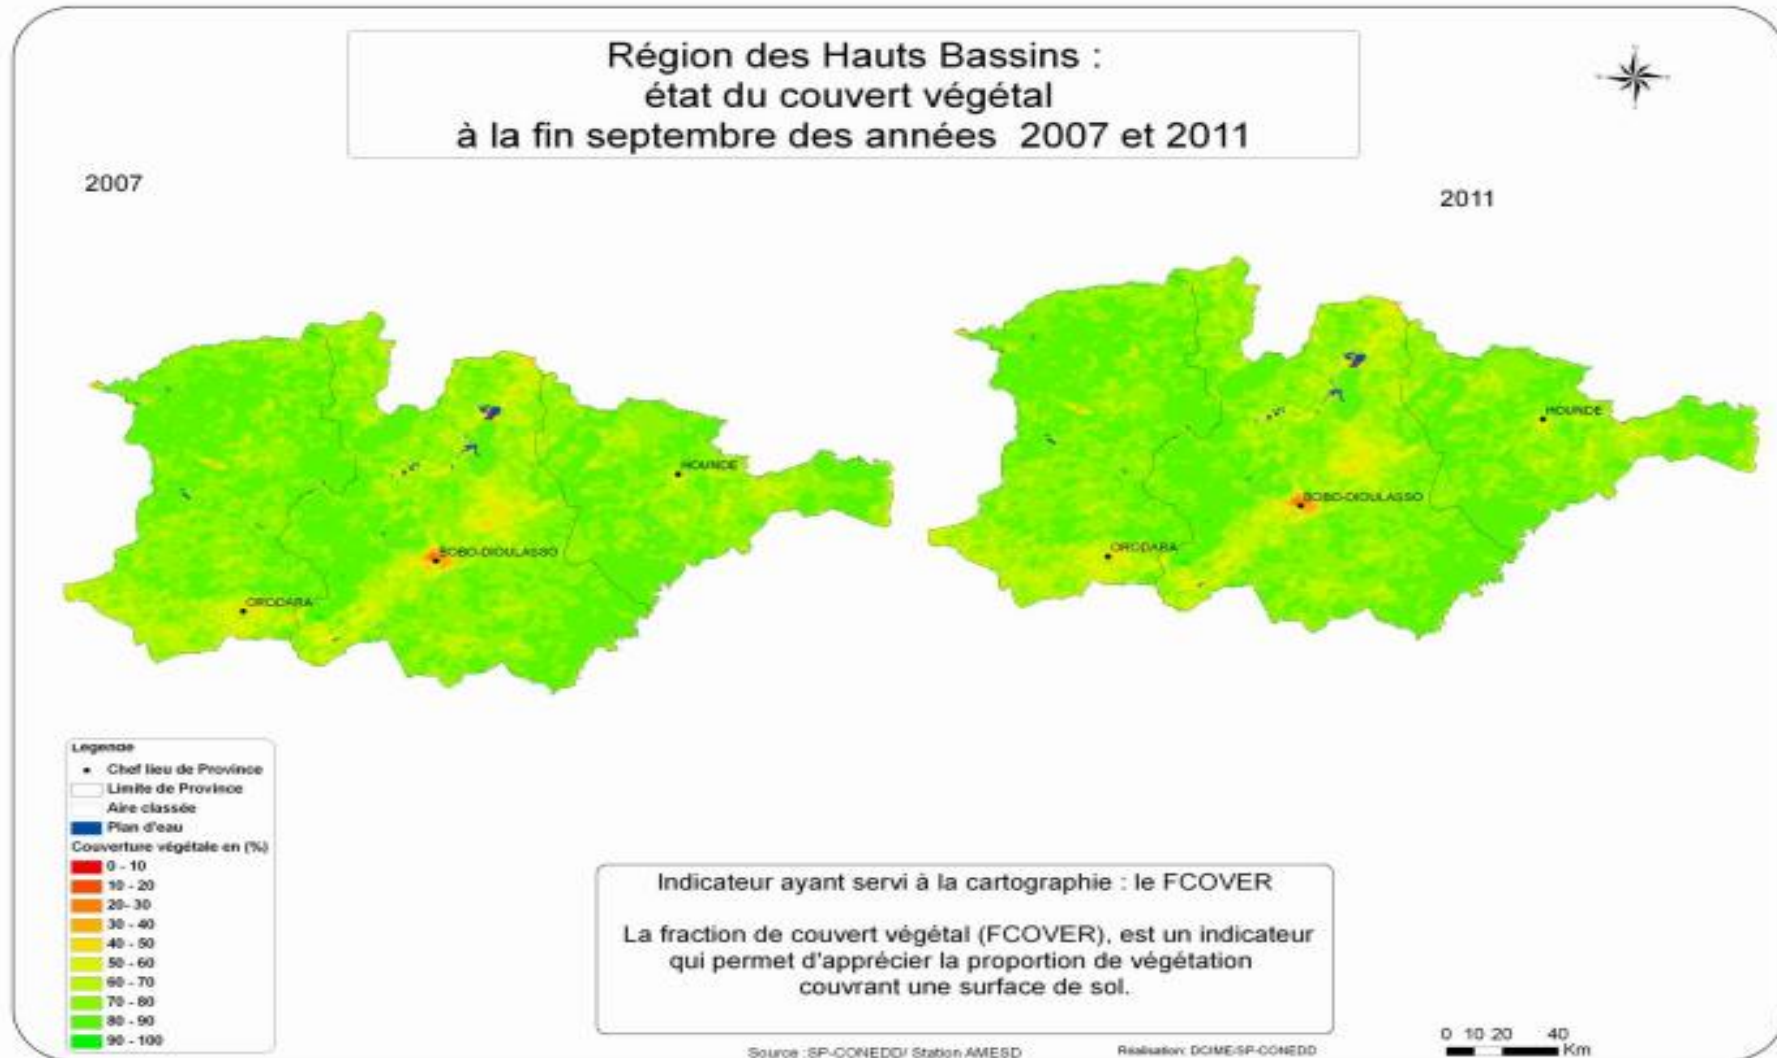 Région des Hauts Bassins :
état du couvert végétal
à la fin septembre des années 2007 et 2011
2007
2011
HOUNDE
BOBO-DIOULASSO
ORODARA
HOUNDE
BOBO-DIOULASSO
ORODARA
Légende
Chef lieu de Province
Limite de Province
Aire classée
Plan d'eau
Couverture végétale en (%)
0 - 10
10 - 20
20- 30
30 - 40
40 - 50
50 - 60
60 - 70
70 - 80
80 - 90
90 - 100
Indicateur ayant servi à la cartographie : le FCOVER
La fraction de couvert végétal (FCOVER), est un indicateur
qui permet d'apprécier la proportion de végétation
couvrant une surface de sol.
Source :SP-CONEDD/ Station AMESD
Réalisation: DCIME/SP-CONEDD
0 10 20 40
Km